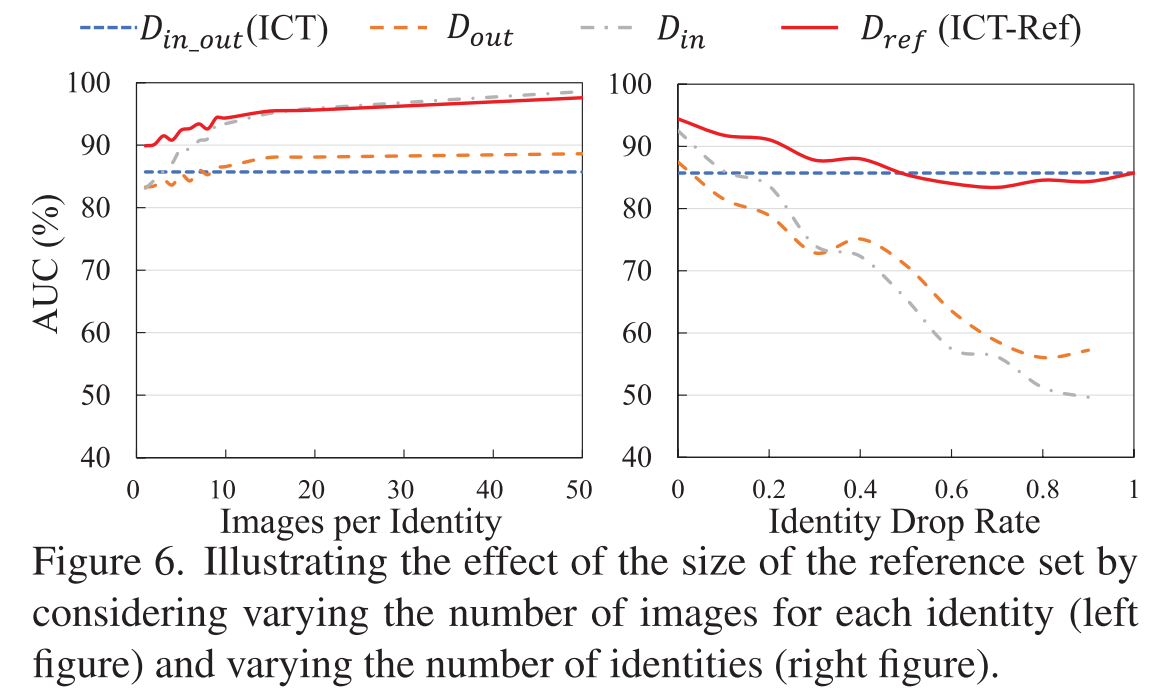 D_in_out(ICT) D_out D_in D_ref (ICT-Ref)
AUC (%)
100
90
80
70
60
50
40
0 10 20 30 40 50
Images per Identity
100
90
80
70
60
50
40
0 0.2 0.4 0.6 0.8 1
Identity Drop Rate
Figure 6. Illustrating the effect of the size of the reference set by
considering varying the number of images for each identity (left
figure) and varying the number of identities (right figure).